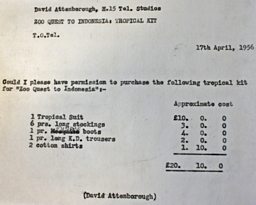 David Attenborough, E.15 Tel. Studios
ZOO QUEST TO INDONESIA: TROPICAL KIT
T.O.Tel.
17th April, 1956
Could I please have permission to purchase the following tropical kit
for "Zoo Quest to Indonesia":-
Approximate cost
1 Tropical Suit £10. 0. 0
6 prs. long stockings 3. 0. 0
1 pr. boots 4. 0. 0
1 pr. long K.D. trousers 2. 0. 0
2 cotton shirts 1. 10. 0
£20. 10. 0
(David Attenborough)